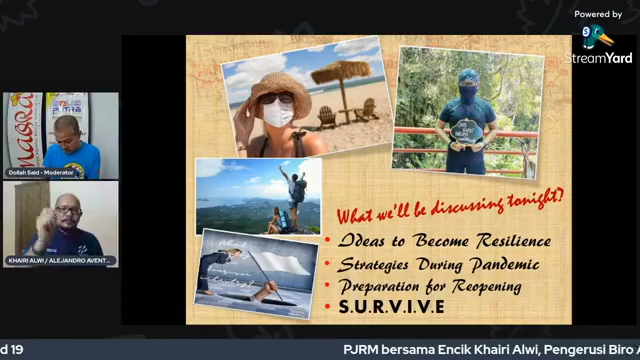 Powered by
StreamYard
Dollah Said - Moderator
KHAIRI ALWI / ALEJANDRO AVENT...
What we'll be discussing tonight?
• Ideas to Become Resilience
• Strategies During Pandemic
• Preparation for Reopening
• S.U.R.V.I.V.E
d 19
PJRM bersama Encik Khairi Alwi, Pengerusi Biro A